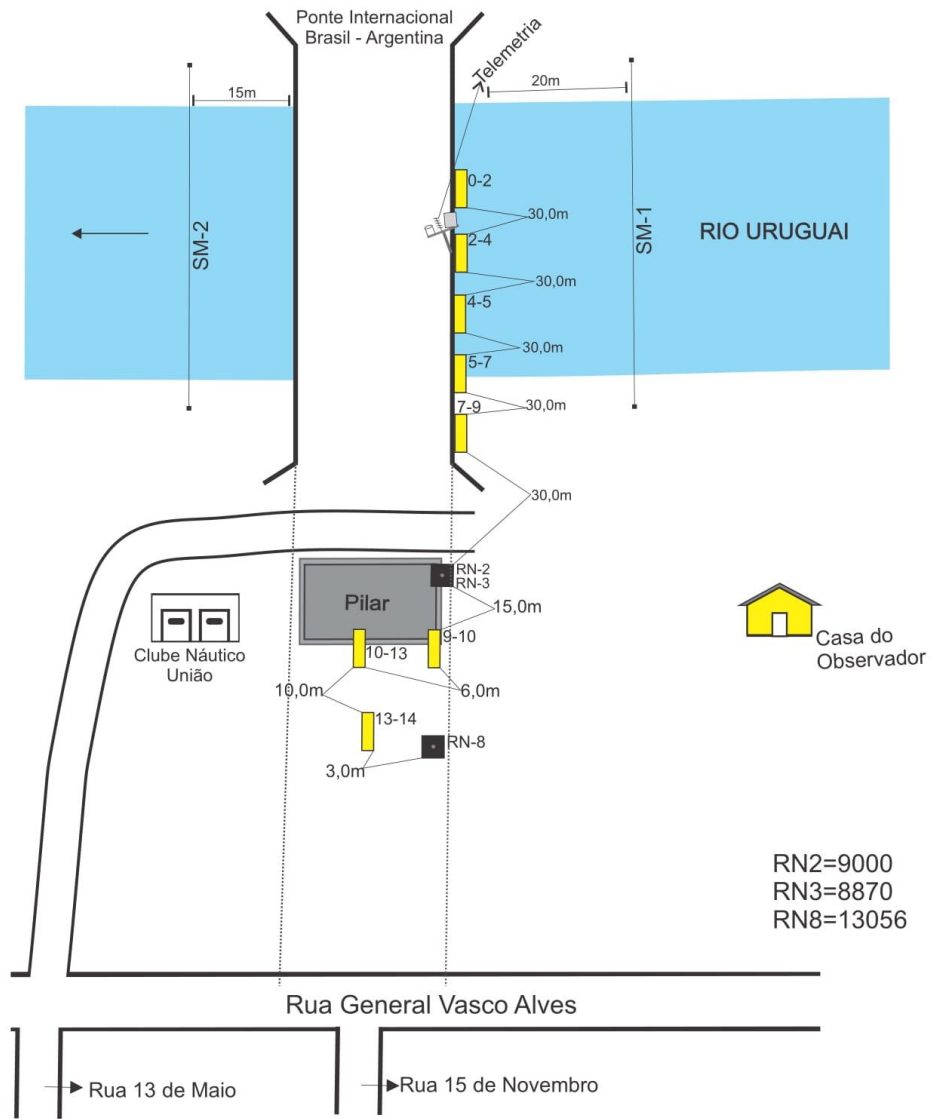 Ponte Internacional
Brasil - Argentina
Telemetria
15m
20m
0-2
30,0m
2-4
SM-2
SM-1
RIO URUGUAI
30,0m
4-5
30,0m
5-7
7-9
30,0m
30,0m
RN-2
RN-3
Pilar
15,0m
9-10
10-13
Clube Náutico
União
Casa do
Observador
10,0m
6,0m
13-14
RN-8
3,0m
RN2=9000
RN3=8870
RN8=13056
Rua General Vasco Alves
Rua 13 de Maio
Rua 15 de Novembro